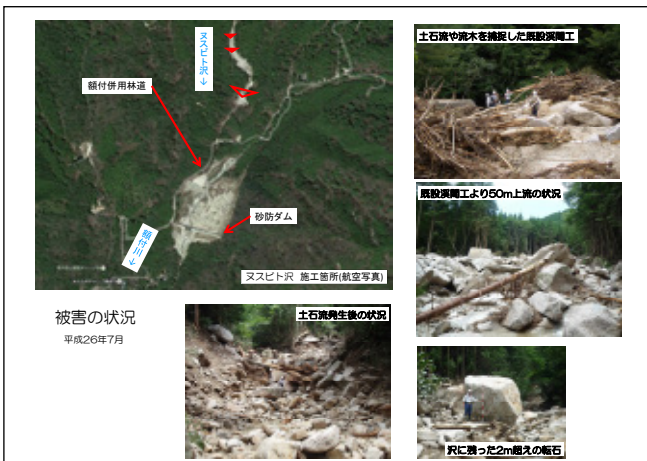 ヌスビト沢→
額付併用林道
砂防ダム
額付川→
ヌスビト沢 施工箇所(航空写真)
土石流や流木を捕捉した既設渓間工
既設渓間工より50m上流の状況
被害の状況
平成26年7月
土石流発生後の状況
沢に残った2m超えの転石